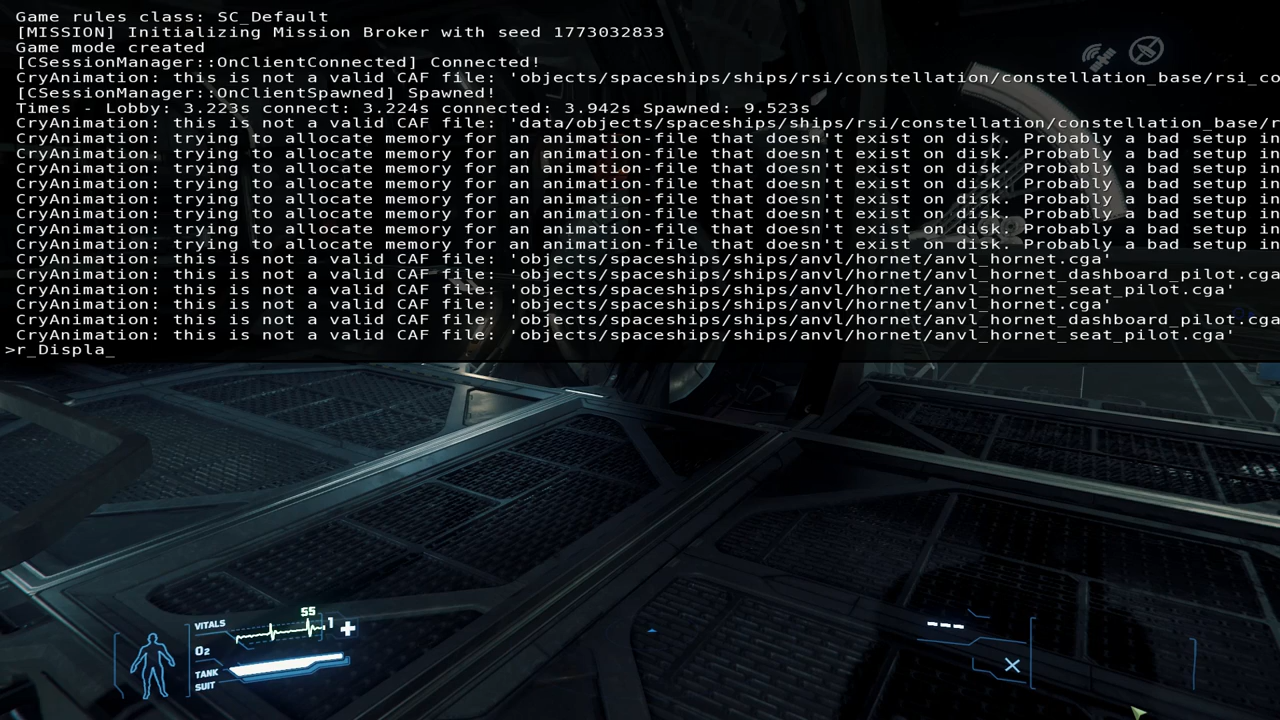 Game rules class: SC_Default
[MISSION] Initializing Mission Broker with seed 1773032833
Game mode created
[CSessionManager::OnClientConnected] Connected!
CryAnimation: this is not a valid CAF file: 'objects/spaceships/ships/rsi/constellation/constellation_base/rsi_co
[CSessionManager::OnClientSpawned] Spawned!
Times - Lobby: 3.223s connect: 3.224s connected: 3.942s Spawned: 9.523s
CryAnimation: this is not a valid CAF file: 'data/objects/spaceships/ships/rsi/constellation/constellation_base/r
CryAnimation: trying to allocate memory for an animation-file that doesn't exist on disk. Probably a bad setup in
CryAnimation: trying to allocate memory for an animation-file that doesn't exist on disk. Probably a bad setup in
CryAnimation: trying to allocate memory for an animation-file that doesn't exist on disk. Probably a bad setup in
CryAnimation: trying to allocate memory for an animation-file that doesn't exist on disk. Probably a bad setup in
CryAnimation: trying to allocate memory for an animation-file that doesn't exist on disk. Probably a bad setup in
CryAnimation: trying to allocate memory for an animation-file that doesn't exist on disk. Probably a bad setup in
CryAnimation: trying to allocate memory for an animation-file that doesn't exist on disk. Probably a bad setup in
CryAnimation: trying to allocate memory for an animation-file that doesn't exist on disk. Probably a bad setup in
CryAnimation: this is not a valid CAF file: 'objects/spaceships/ships/anvl/hornet/anvl_hornet.cga'
CryAnimation: this is not a valid CAF file: 'objects/spaceships/ships/anvl/hornet/anvl_hornet_dashboard_pilot.cga
CryAnimation: this is not a valid CAF file: 'objects/spaceships/ships/anvl/hornet/anvl_hornet_seat_pilot.cga'
CryAnimation: this is not a valid CAF file: 'objects/spaceships/ships/anvl/hornet/anvl_hornet.cga'
CryAnimation: this is not a valid CAF file: 'objects/spaceships/ships/anvl/hornet/anvl_hornet_dashboard_pilot.cga
CryAnimation: this is not a valid CAF file: 'objects/spaceships/ships/anvl/hornet/anvl_hornet_seat_pilot.cga'
>r_Displa_
55
VITALS
1
O2
TANK
SUIT
---